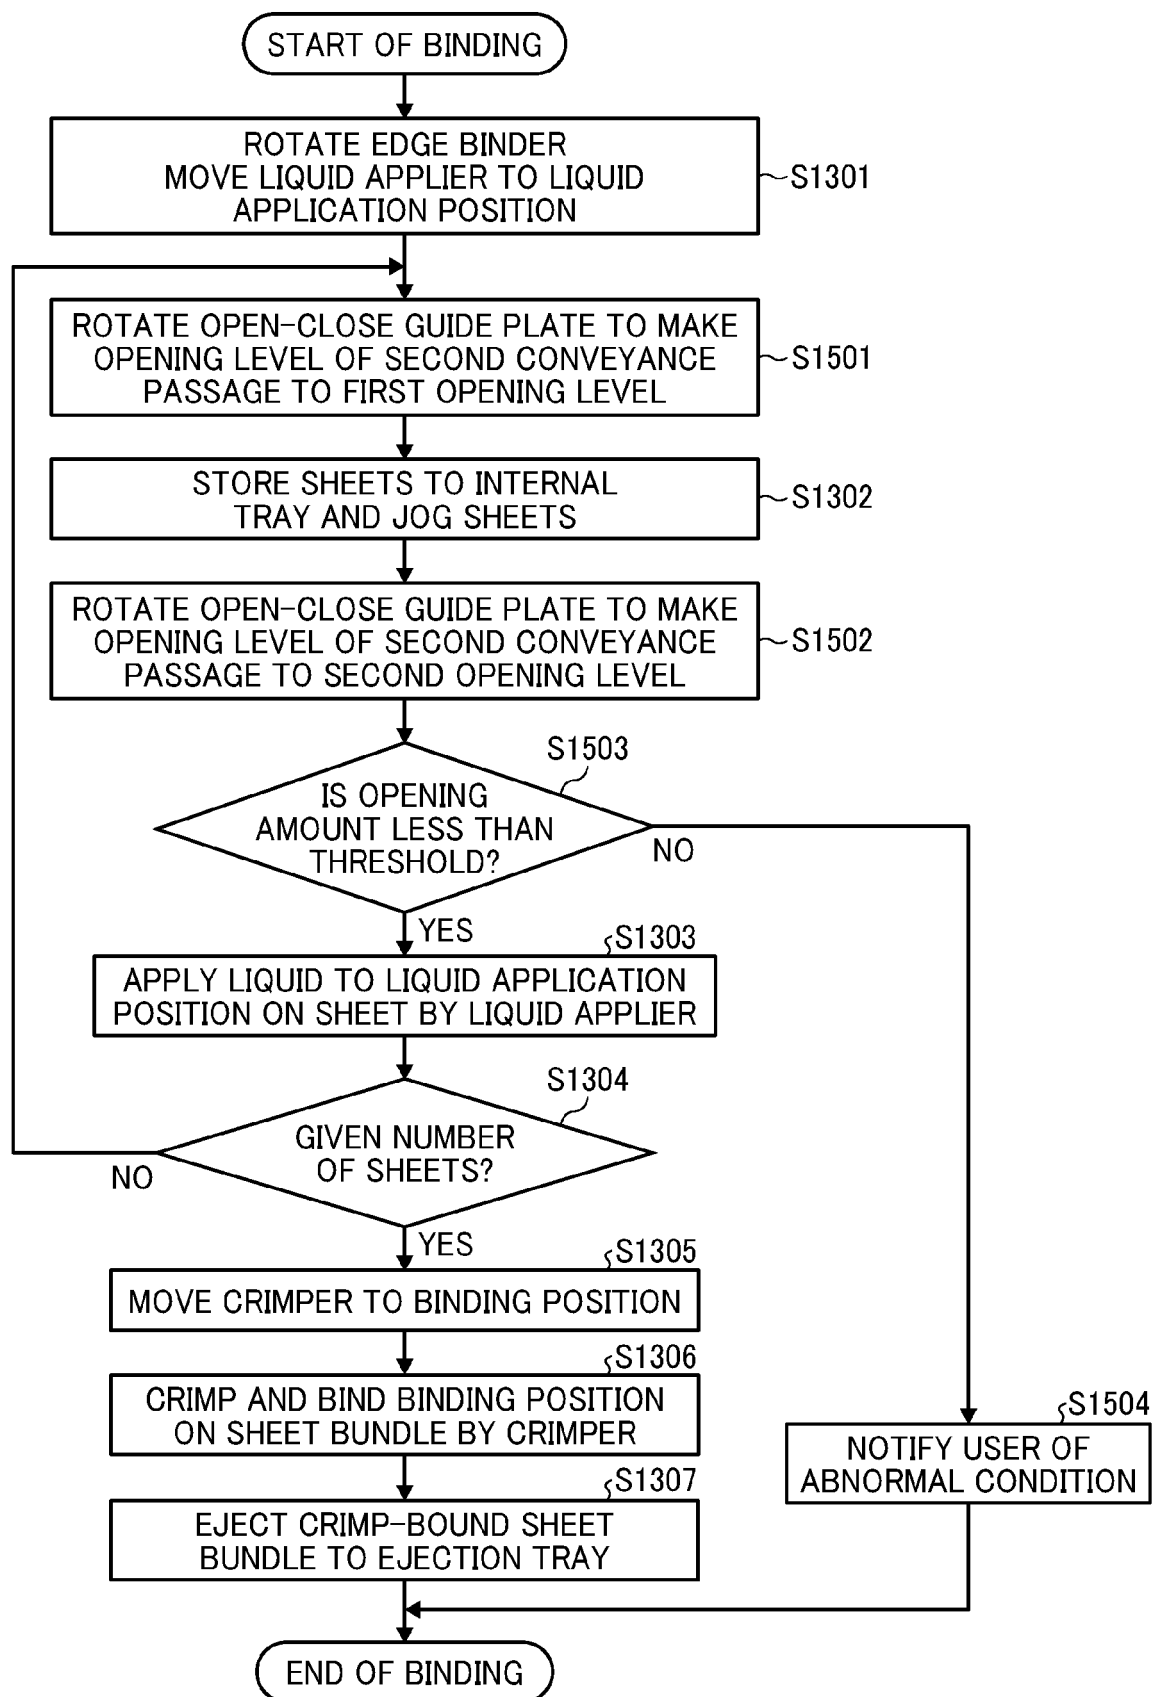 START OF BINDING
ROTATE EDGE BINDER
MOVE LIQUID APPLIER TO LIQUID
APPLICATION POSITION
S1301
ROTATE OPEN-CLOSE GUIDE PLATE TO MAKE
OPENING LEVEL OF SECOND CONVEYANCE
PASSAGE TO FIRST OPENING LEVEL
S1501
STORE SHEETS TO INTERNAL
TRAY AND JOG SHEETS
S1302
ROTATE OPEN-CLOSE GUIDE PLATE TO MAKE
OPENING LEVEL OF SECOND CONVEYANCE
PASSAGE TO SECOND OPENING LEVEL
S1502
S1503
IS OPENING
AMOUNT LESS THAN
THRESHOLD?
NO
YES
S1303
APPLY LIQUID TO LIQUID APPLICATION
POSITION ON SHEET BY LIQUID APPLIER
S1304
GIVEN NUMBER
OF SHEETS?
NO
YES
S1305
MOVE CRIMPER TO BINDING POSITION
S1306
CRIMP AND BIND BINDING POSITION
ON SHEET BUNDLE BY CRIMPER
S1504
NOTIFY USER OF
ABNORMAL CONDITION
S1307
EJECT CRIMP-BOUND SHEET
BUNDLE TO EJECTION TRAY
END OF BINDING